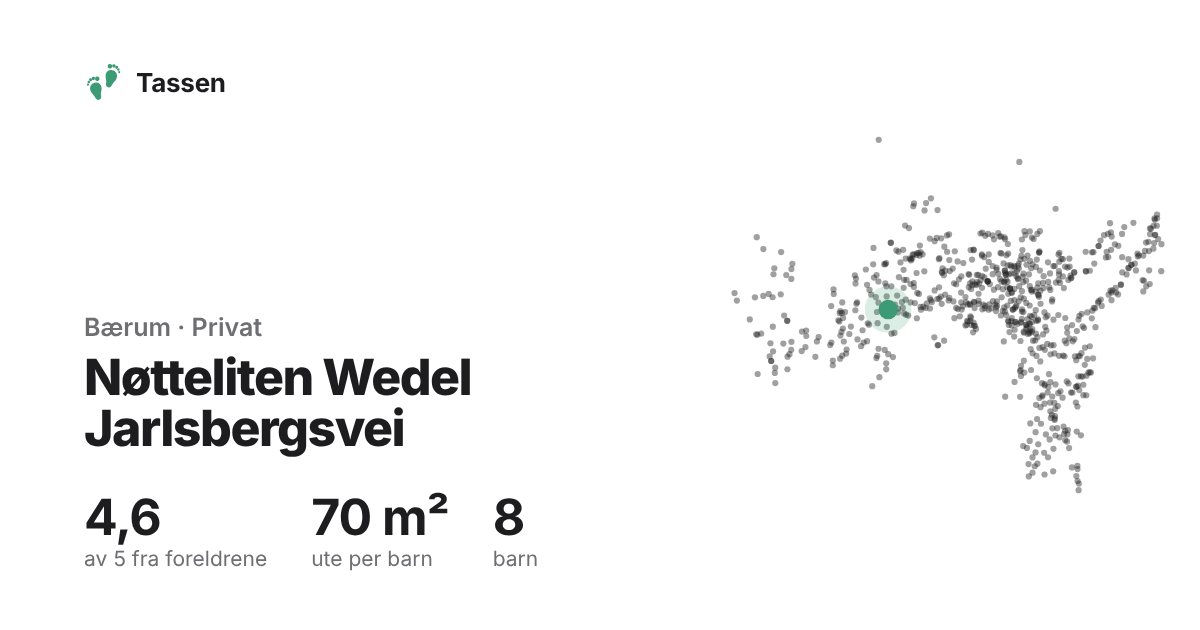 Tassen
Bærum · Privat
Nøtteliten Wedel
Jarlsbergsvei
4,6
av 5 fra foreldrene
70 m²
ute per barn
8
barn